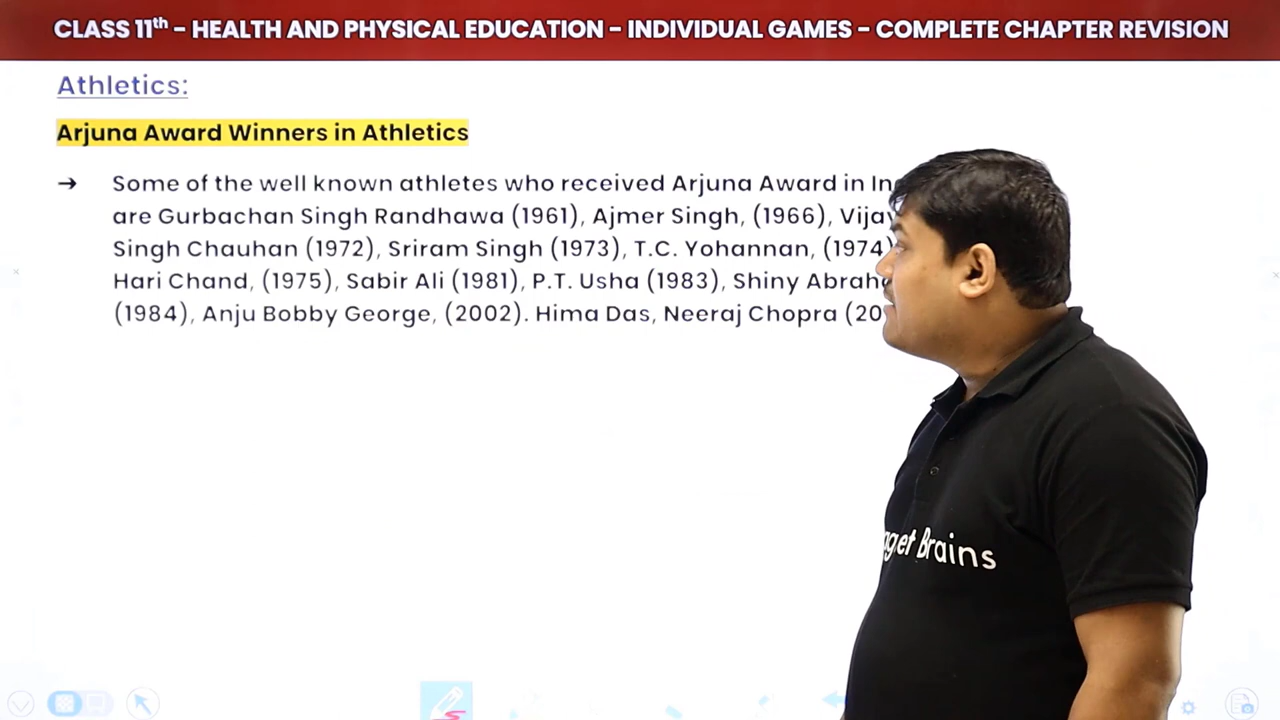 CLASS 11th - HEALTH AND PHYSICAL EDUCATION - INDIVIDUAL GAMES - COMPLETE CHAPTER REVISION
Athletics:
Arjuna Award Winners in Athletics
→ Some of the well known athletes who received Arjuna Award in
are Gurbachan Singh Randhawa (1961), Ajmer Singh, (1966),
Singh Chauhan (1972), Sriram Singh (1973), T.C. Yohannan, (1974)
Hari Chand, (1975), Sabir Ali (1981), P.T. Usha (1983), Shiny
(1984), Anju Bobby George, (2002). Hima Das, Neeraj Chopra
Brains